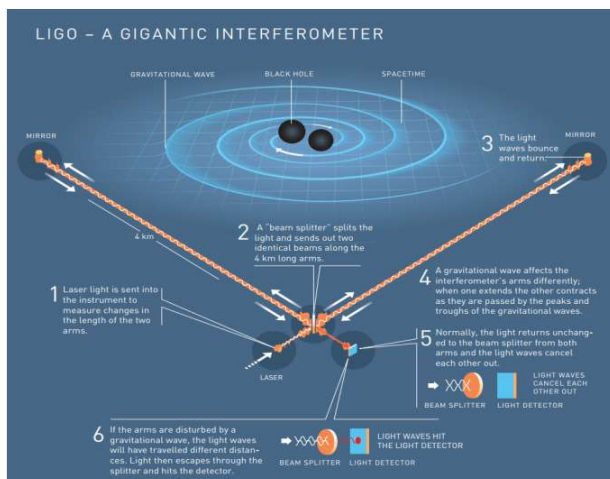 LIGO – A GIGANTIC INTERFEROMETER
GRAVITATIONAL WAVE
BLACK HOLE
SPACETIME
MIRROR
3 The light
waves bounce
and return.
MIRROR
4 km
2 A "beam splitter" splits the
light and sends out two
identical beams along the
4 km long arms.
1 Laser light is sent into
the instrument to
measure changes in
the length of the two
arms.
4 A gravitational wave affects the
interferometer's arms differently;
when one extends the other contracts
as they are passed by the peaks and
troughs of the gravitational waves.
LASER
5 Normally, the light returns unchang-
ed to the beam splitter from both
arms and the light waves cancel
each other out.
LIGHT WAVES
CANCEL EACH
OTHER OUT
BEAM SPLITTER
LIGHT DETECTOR
6 If the arms are disturbed by a
gravitational wave, the light waves
will have travelled different distan-
ces. Light then escapes through the
splitter and hits the detector.
LIGHT WAVES HIT
THE LIGHT DETECTOR
BEAM SPLITTER
LIGHT DETECTOR